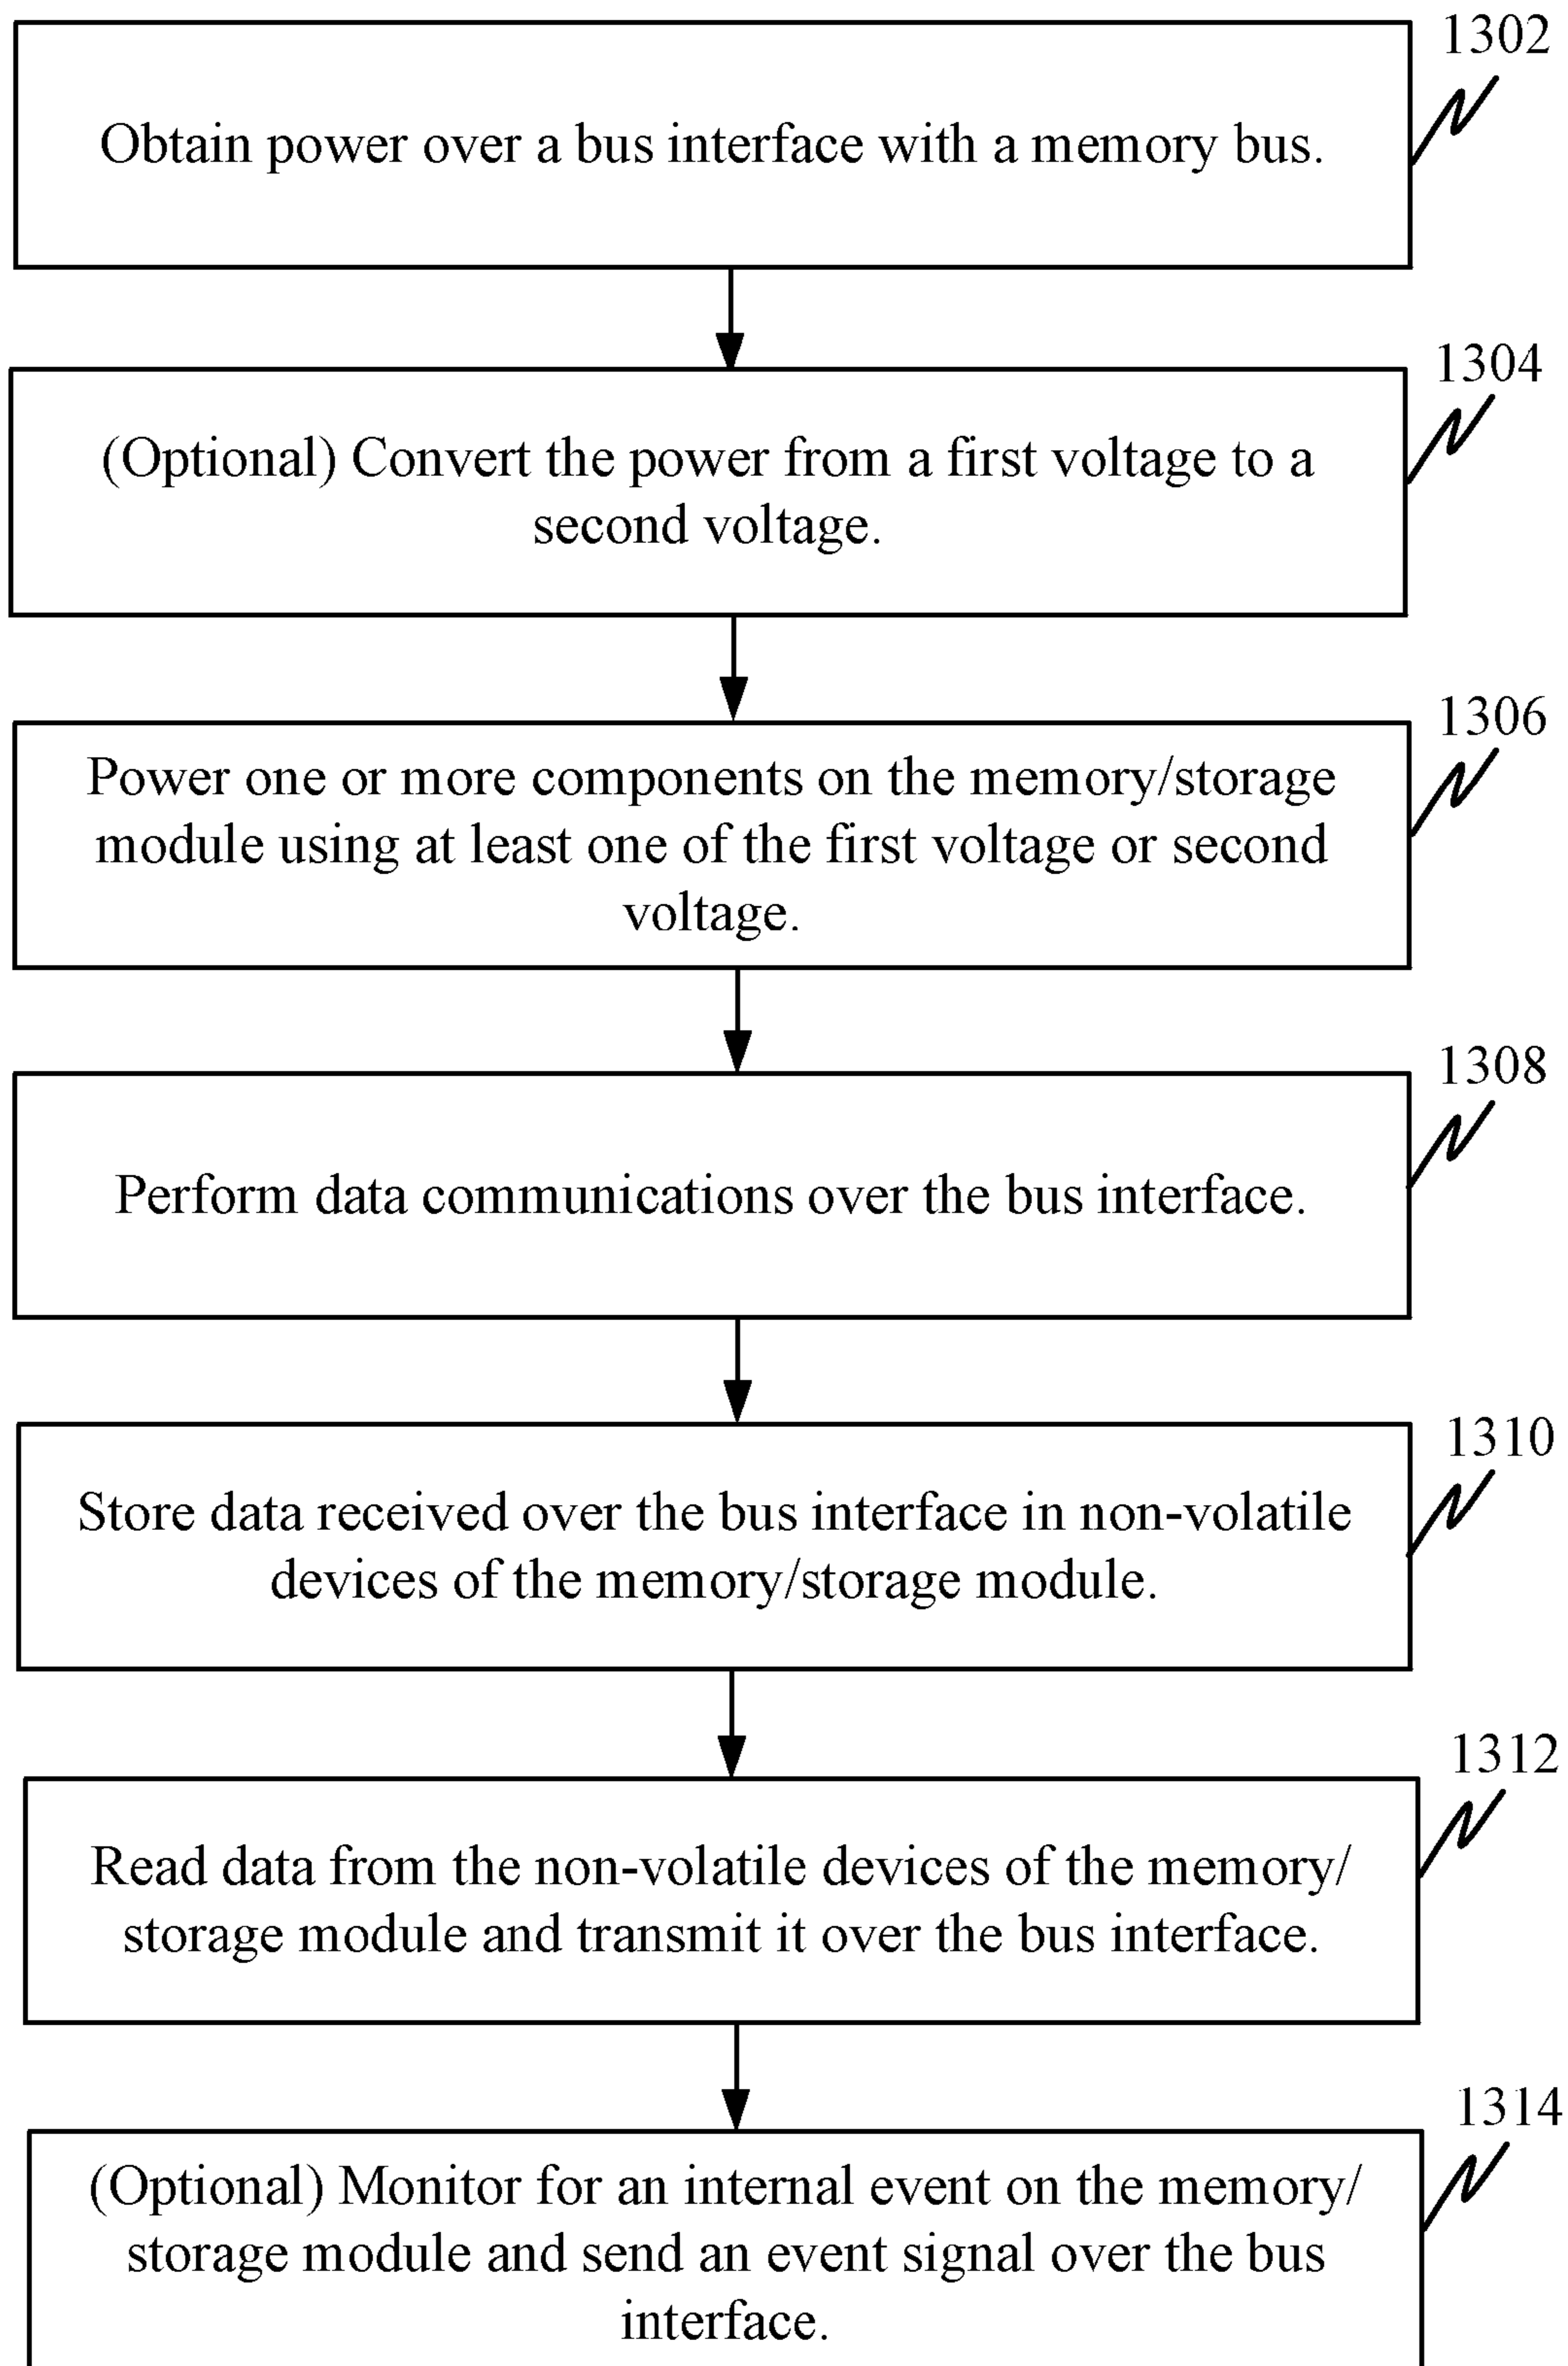 1302
Obtain power over a bus interface with a memory bus.
1304
(Optional) Convert the power from a first voltage to a
second voltage.
1306
Power one or more components on the memory/storage
module using at least one of the first voltage or second
voltage.
1308
Perform data communications over the bus interface.
1310
Store data received over the bus interface in non-volatile
devices of the memory/storage module.
1312
Read data from the non-volatile devices of the memory/
storage module and transmit it over the bus interface.
1314
(Optional) Monitor for an internal event on the memory/
storage module and send an event signal over the bus
interface.